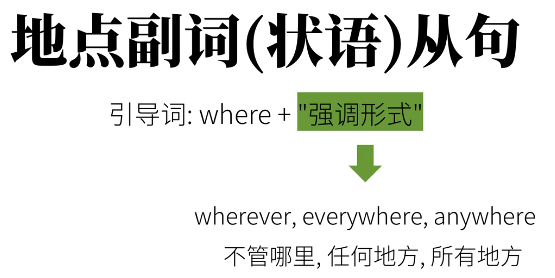 地点副词(状语)从句
引导词: where + "强调形式"
wherever, everywhere, anywhere
不管哪里, 任何地方, 所有地方